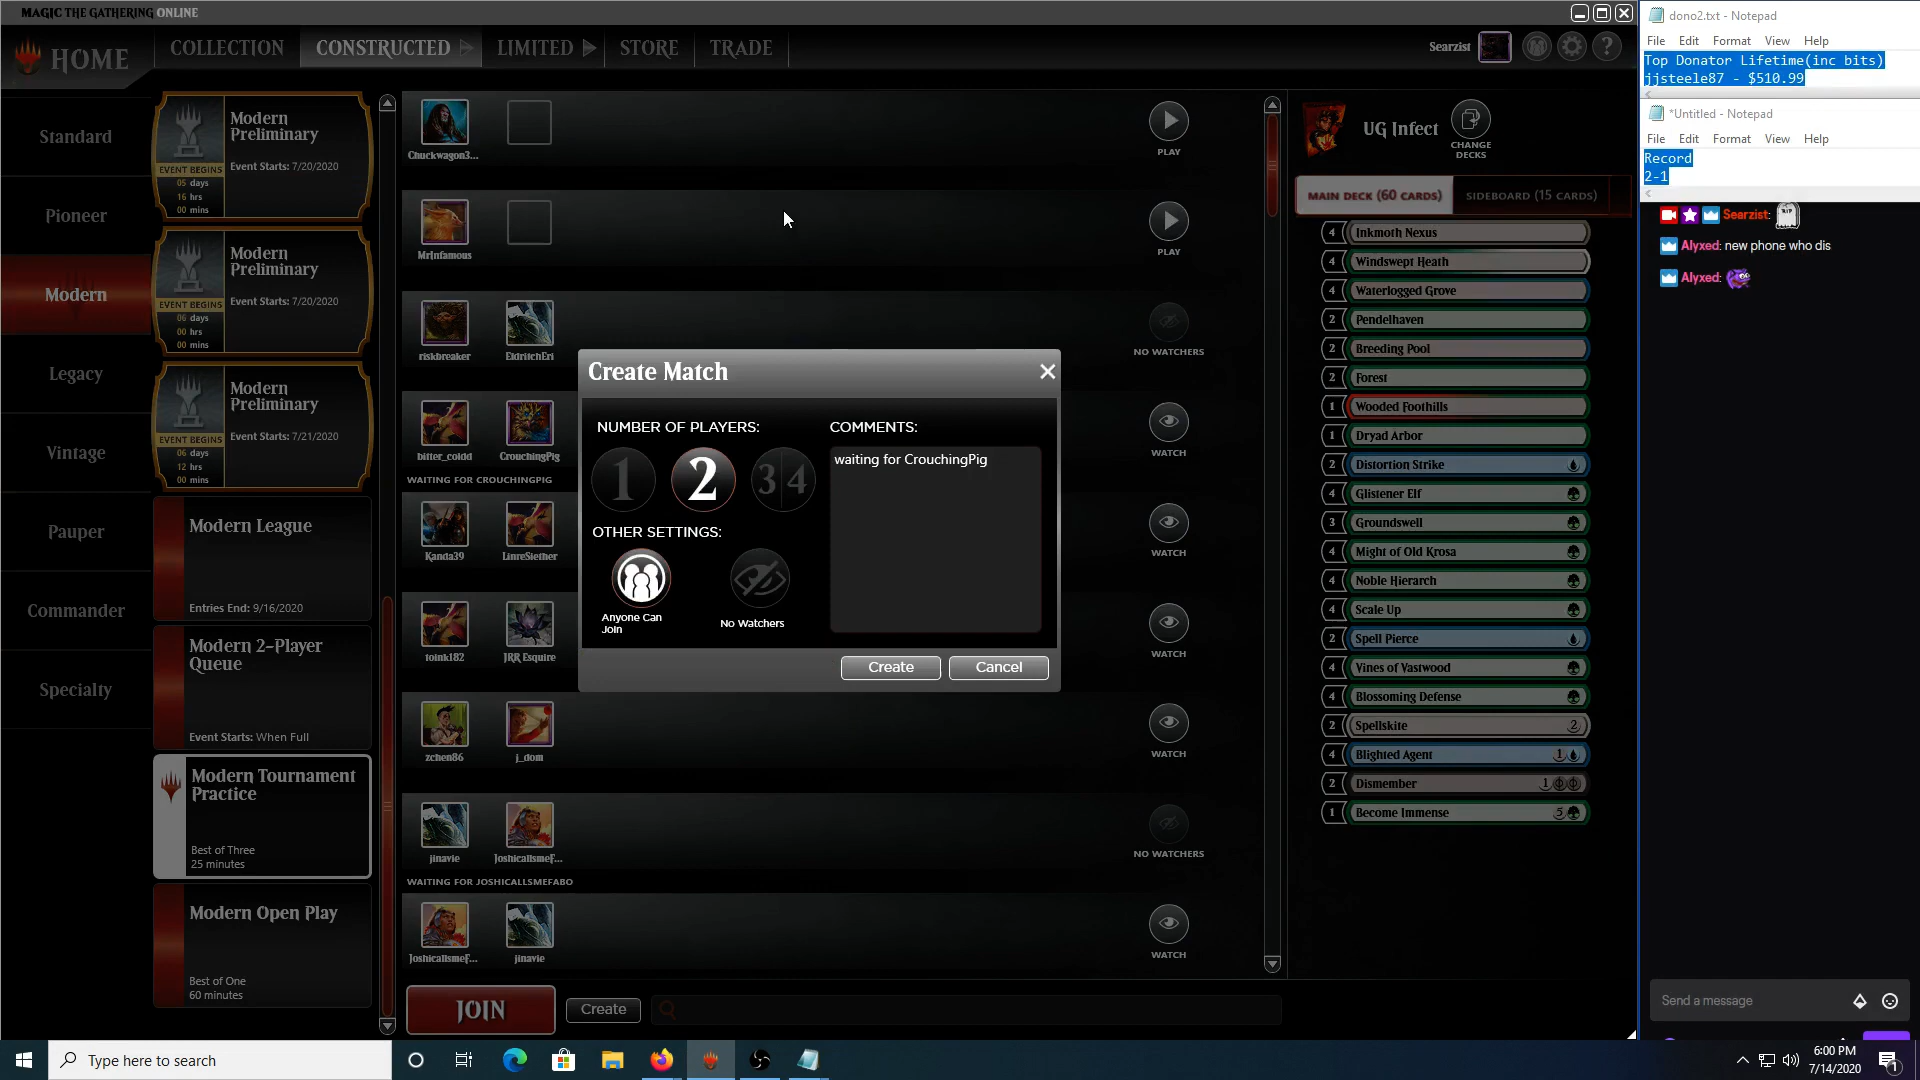 MAGIC THE GATHERING ONLINE
HOME
COLLECTION
CONSTRUCTED
LIMITED
STORE
TRADE
Searzist
?
Standard
Pioneer
Modern
Legacy
Vintage
Pauper
Commander
Specialty
Modern
Preliminary
Event Starts: 7/20/2020
EVENT BEGINS
05 days
16 hrs
00 mins
Modern
Preliminary
Event Starts: 7/20/2020
EVENT BEGINS
06 days
00 hrs
00 mins
Modern
Preliminary
Event Starts: 7/21/2020
EVENT BEGINS
06 days
12 hrs
00 mins
Modern League
Entries End: 9/16/2020
Modern 2-Player
Queue
Event Starts: When Full
Modern Tournament
Practice
Best of Three
25 minutes
Modern Open Play
Best of One
60 minutes
Chuckwagon3...
PLAY
MrInfamous
PLAY
riskbreaker
EldritchEri
NO WATCHERS
bitter_coldd
CrouchingPig
WATCH
WAITING FOR CROUCHINGPIG
Kanda39
LinreSlether
WATCH
toink182
JRR Esquire
WATCH
zchen86
j_dom
WATCH
jinavie
JoshicallsmeF...
NO WATCHERS
WAITING FOR JOSHICALLSMEFABO
JoshicallsmeF...
jinavie
WATCH
JOIN
Create
Create Match
NUMBER OF PLAYERS:
1
2
3|4
OTHER SETTINGS:
Anyone Can
Join
No Watchers
COMMENTS:
waiting for CrouchingPig
Create
Cancel
UG Infect
CHANGE
DECKS
MAIN DECK (60 CARDS)
SIDEBOARD (15 CARDS)
4 Inkmoth Nexus
4 Windswept Heath
4 Waterlogged Grove
2 Pendelhaven
2 Breeding Pool
2 Forest
1 Wooded Foothills
1 Dryad Arbor
2 Distortion Strike
4 Glistener Elf
3 Groundswell
4 Might of Old Krosa
4 Noble Hierarch
4 Scale Up
2 Spell Pierce
4 Vines of Vastwood
4 Blossoming Defense
2 Spellskite 2
4 Blighted Agent 1
2 Dismember 1
1 Become Immense 5
dono2.txt - Notepad
File Edit Format View Help
Top Donator Lifetime(inc bits)
jjsteele87 - $510.99
*Untitled - Notepad
File Edit Format View Help
Record
2-1
Searzist: RIP
Alyxed: new phone who dis
Alyxed:
Send a message
Type here to search
6:00 PM
7/14/2020
1